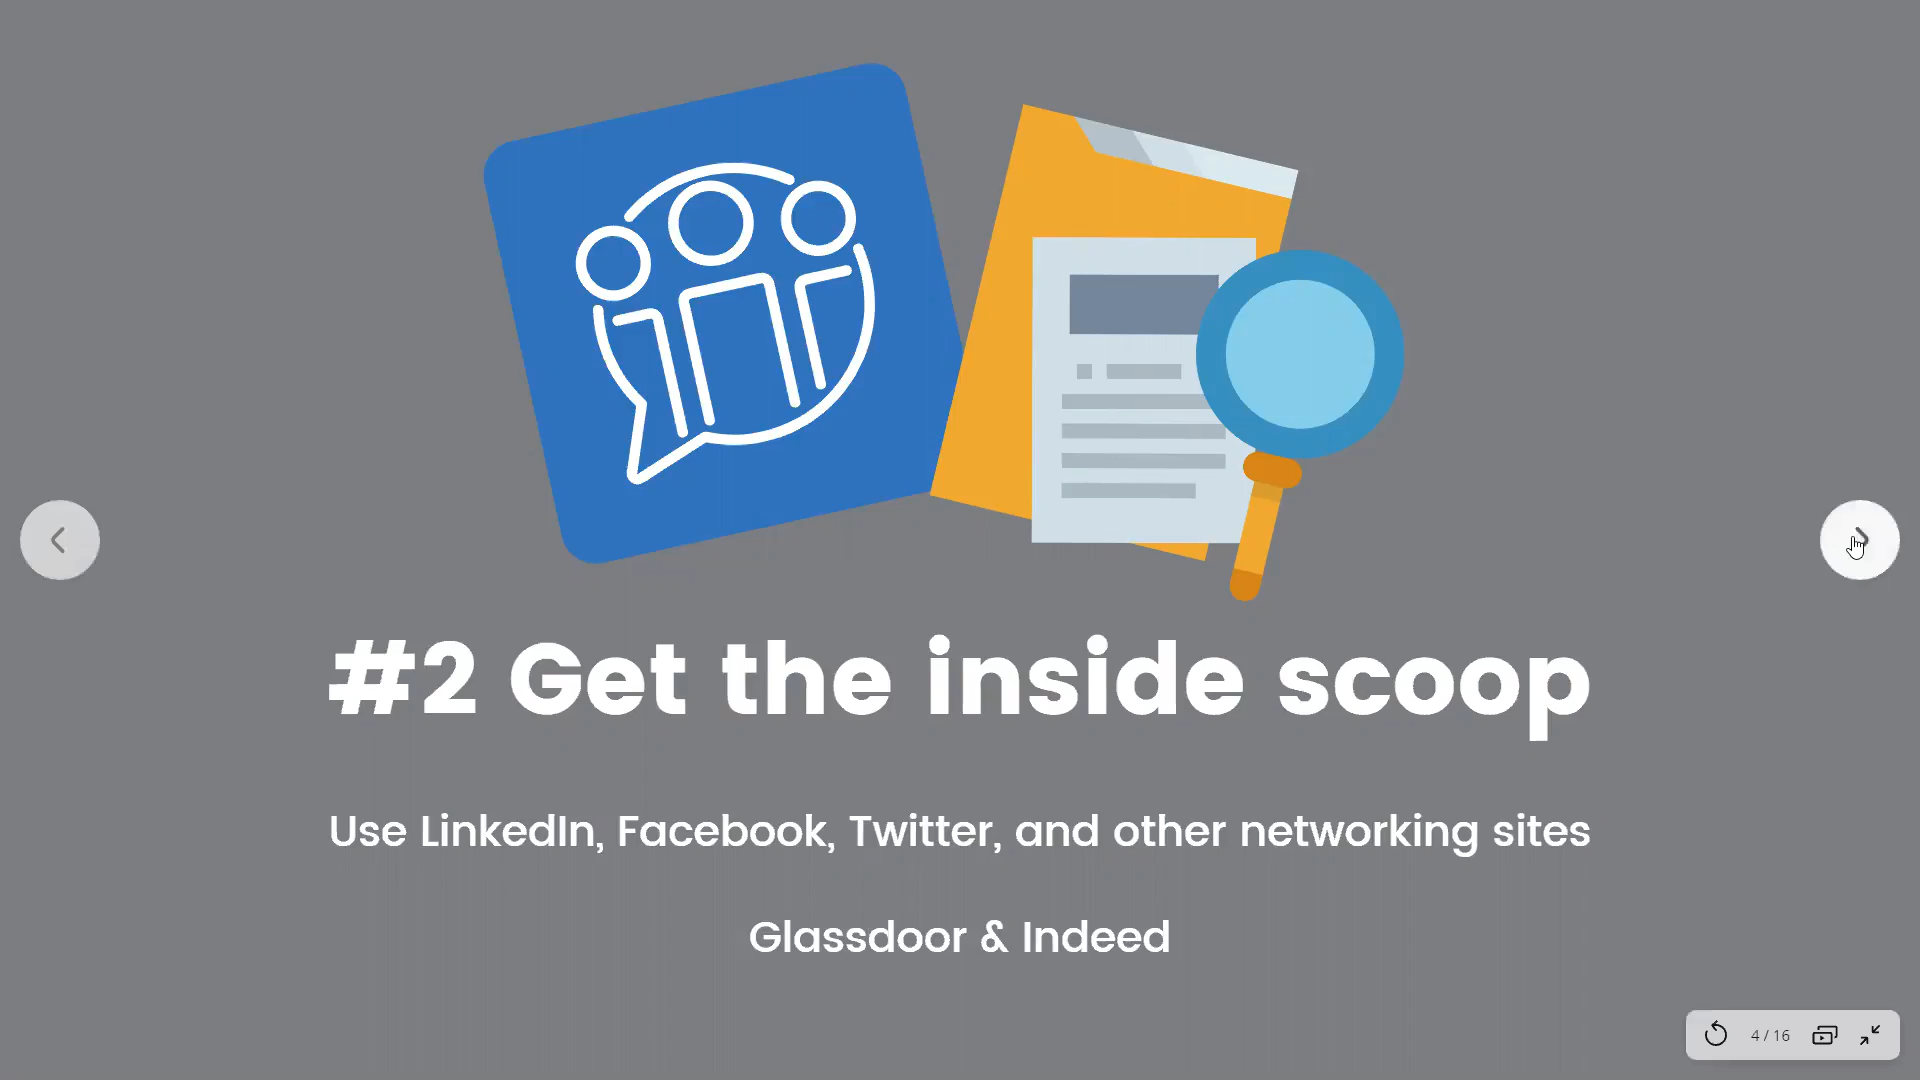 #2 Get the inside scoop
Use LinkedIn, Facebook, Twitter, and other networking sites
Glassdoor & Indeed
4 / 16